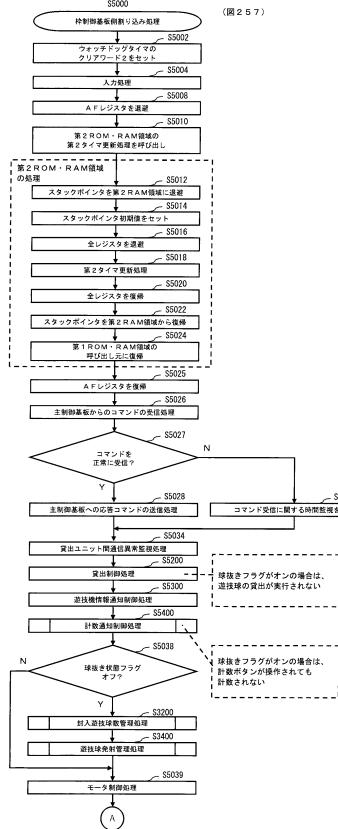 S5000
(図257)
枠制御基板側割り込み処理
S5002
ウォッチドッグタイマの
クリアワード2をセット
S5004
入力処理
S5008
AFレジスタを退避
S5010
第2ROM・RAM領域の
第2タイマ更新処理を呼び出し
第2ROM・RAM領域
の処理
S5012
スタックポインタを第2RAM領域に退避
S5014
スタックポインタ初期値をセット
S5016
全レジスタを退避
S5018
第2タイマ更新処理
S5020
全レジスタを復帰
S5022
スタックポインタを第2RAM領域から復帰
S5024
第1ROM・RAM領域の
呼び出し元に復帰
S5025
AFレジスタを復帰
S5026
主制御基板からのコマンドの受信処理
S5027
コマンドを
正常に受信?
N
Y
S5028
主制御基板への応答コマンドの送信処理
コマンド受信に関する時間監視を
S5034
貸出ユニット間通信異常監視処理
S5200
貸出制御処理
球抜きフラグがオンの場合は、
遊技球の貸出が実行されない
S5300
遊技機情報通知制御処理
S5400
計数通知制御処理
球抜きフラグがオンの場合は、
計数ボタンが操作されても
計数されない
S5038
球抜き状態フラグ
オフ?
N
Y
S3200
封入遊技球数管理処理
S3400
遊技球発射管理処理
S5039
モータ制御処理
A